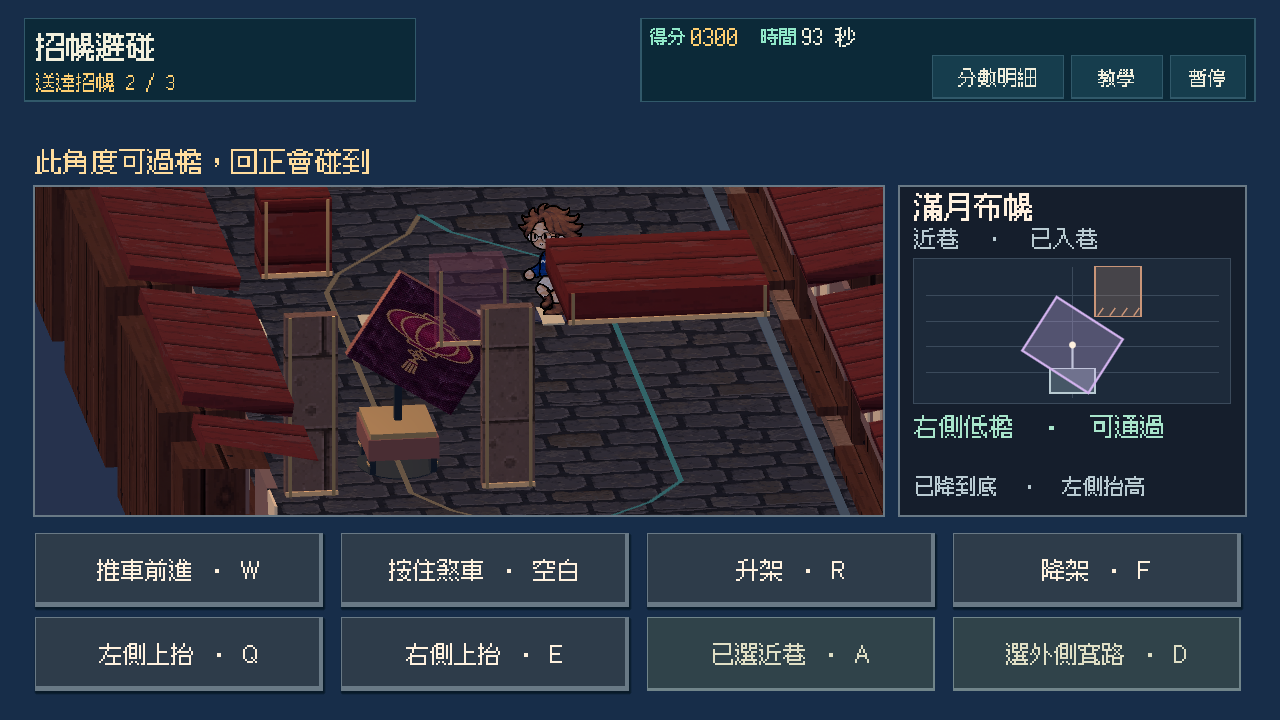 招幌避碰
送達招幌 2 / 3
得分 0300 時間 93 秒
分數明細
教學
暫停
此角度可過檐，回正會碰到
滿月布幌
近巷 · 已入巷
右側低檐 · 可通過
已降到底 · 左側抬高
推車前進 · W
按住煞車 · 空白
升架 · R
降架 · F
左側上抬 · Q
右側上抬 · E
已選近巷 · A
選外側寬路 · D